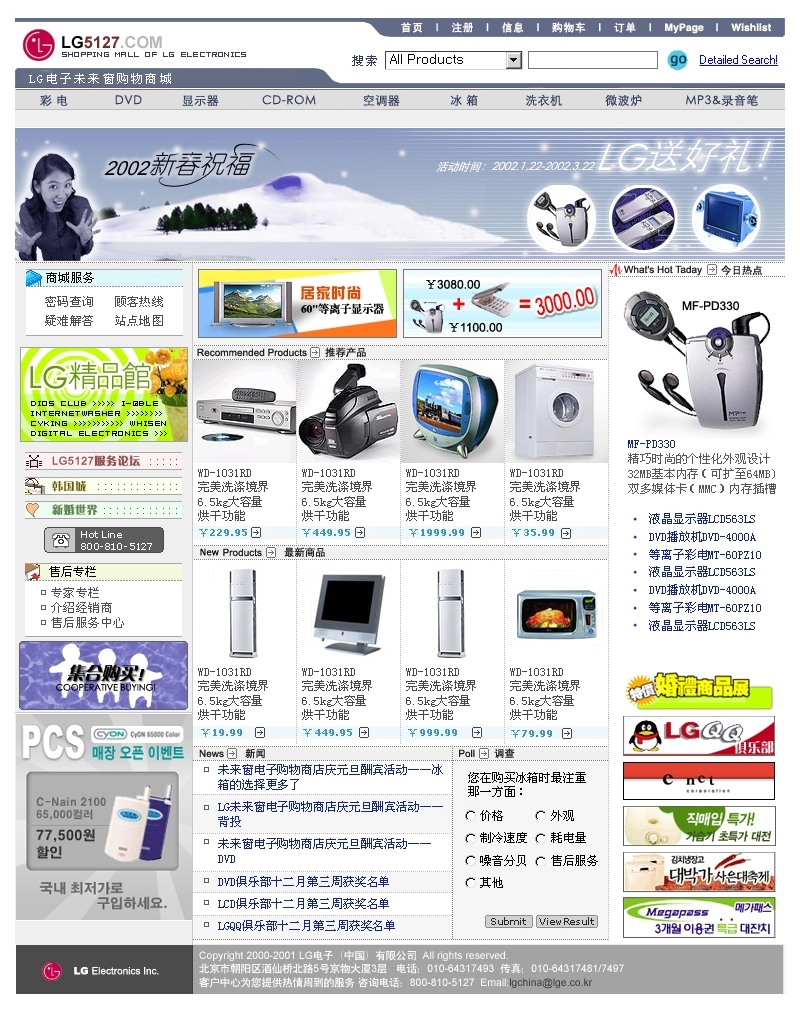 首页 | 注册 | 信息 | 购物车 | 订单 | MyPage | Wishlist
LG5127.COM
SHOPPING MALL OF LG ELECTRONICS
搜索 All Products go Detailed Search!
LG电子未来窗购物商城
彩电 DVD 显示器 CD-ROM 空调器 冰箱 洗衣机 微波炉 MP3&录音笔
2002新春祝福
活动时间：2002.1.22-2002.3.22 LG送好礼!
商城服务
密码查询 顾客热线
疑难解答 站点地图
LG精品館
DIOS CLUB >>>>> I-@BLE
INTERNETWASHER >>>>>>>
CYKING >>>>>>>>>>> WHISEN
DIGITAL ELECTRONICS >>>
LG5127服务论坛 : : : : :
韩国城
新婚世界
Hot Line
800-810-5127
售后专栏
专家专栏
介绍经销商
售后服务中心
集合购买!
COOPERATIVE BUYING!
PCS CyON CyON 65000 Color
매장 오픈 이벤트
C-Nain 2100
65,000컬러
77,500원
할인
국내 최저가로
구입하세요.
居家时尚
60"等离子显示器
￥3080.00
+ = 3000.00
￥1100.00
Recommended Products 推荐产品
WD-1031RD WD-1031RD WD-1031RD WD-1031RD
完美洗涤境界 完美洗涤境界 完美洗涤境界 完美洗涤境界
6.5kg大容量 6.5kg大容量 6.5kg大容量 6.5kg大容量
烘干功能 烘干功能 烘干功能 烘干功能
￥229.95 ￥449.95 ￥1999.99 ￥35.99
New Products 最新商品
WD-1031RD WD-1031RD WD-1031RD WD-1031RD
完美洗涤境界 完美洗涤境界 完美洗涤境界 完美洗涤境界
6.5kg大容量 6.5kg大容量 6.5kg大容量 6.5kg大容量
烘干功能 烘干功能 烘干功能 烘干功能
￥19.99 ￥449.95 ￥999.99 ￥79.99
News 新闻
未来窗电子购物商店庆元旦酬宾活动——冰
箱的选择更多了
LG未来窗电子购物商店庆元旦酬宾活动——
背投
未来窗电子购物商店庆元旦酬宾活动——
DVD
DVD俱乐部十二月第三周获奖名单
LCD俱乐部十二月第三周获奖名单
LGQQ俱乐部十二月第三周获奖名单
Poll 调查
您在购买冰箱时最注重
那一方面：
价格 外观
制冷速度 耗电量
噪音分贝 售后服务
其他
Submit View Result
What's Hot Taday 今日热点
MF-PD330
MF-PD330
精巧时尚的个性化外观设计
32MB基本内存（可扩至64MB）
双多媒体卡（MMC）内存插槽
液晶显示器LCD563LS
DVD播放机DVD-4000A
等离子彩电MT-60PZ10
液晶显示器LCD563LS
DVD播放机DVD-4000A
等离子彩电MT-60PZ10
液晶显示器LCD563LS
特价 婚禮商品展
LGQQ
俱乐部
e net
corporation
직매입 특가!
가습기 초특가 대전
김치냉장고
대박가 사은대축제
Megapass 메가패스
3개월 이용권 특급 대잔치
LG Electronics Inc.
Copyright 2000-2001 LG电子（中国）有限公司 All rights reserved.
北京市朝阳区酒仙桥北路5号京物大厦3层 电话：010-64317493 传真：010-64317481/7497
客户中心为您提供热情周到的服务 咨询电话：800-810-5127 Email:lgchina@lge.co.kr